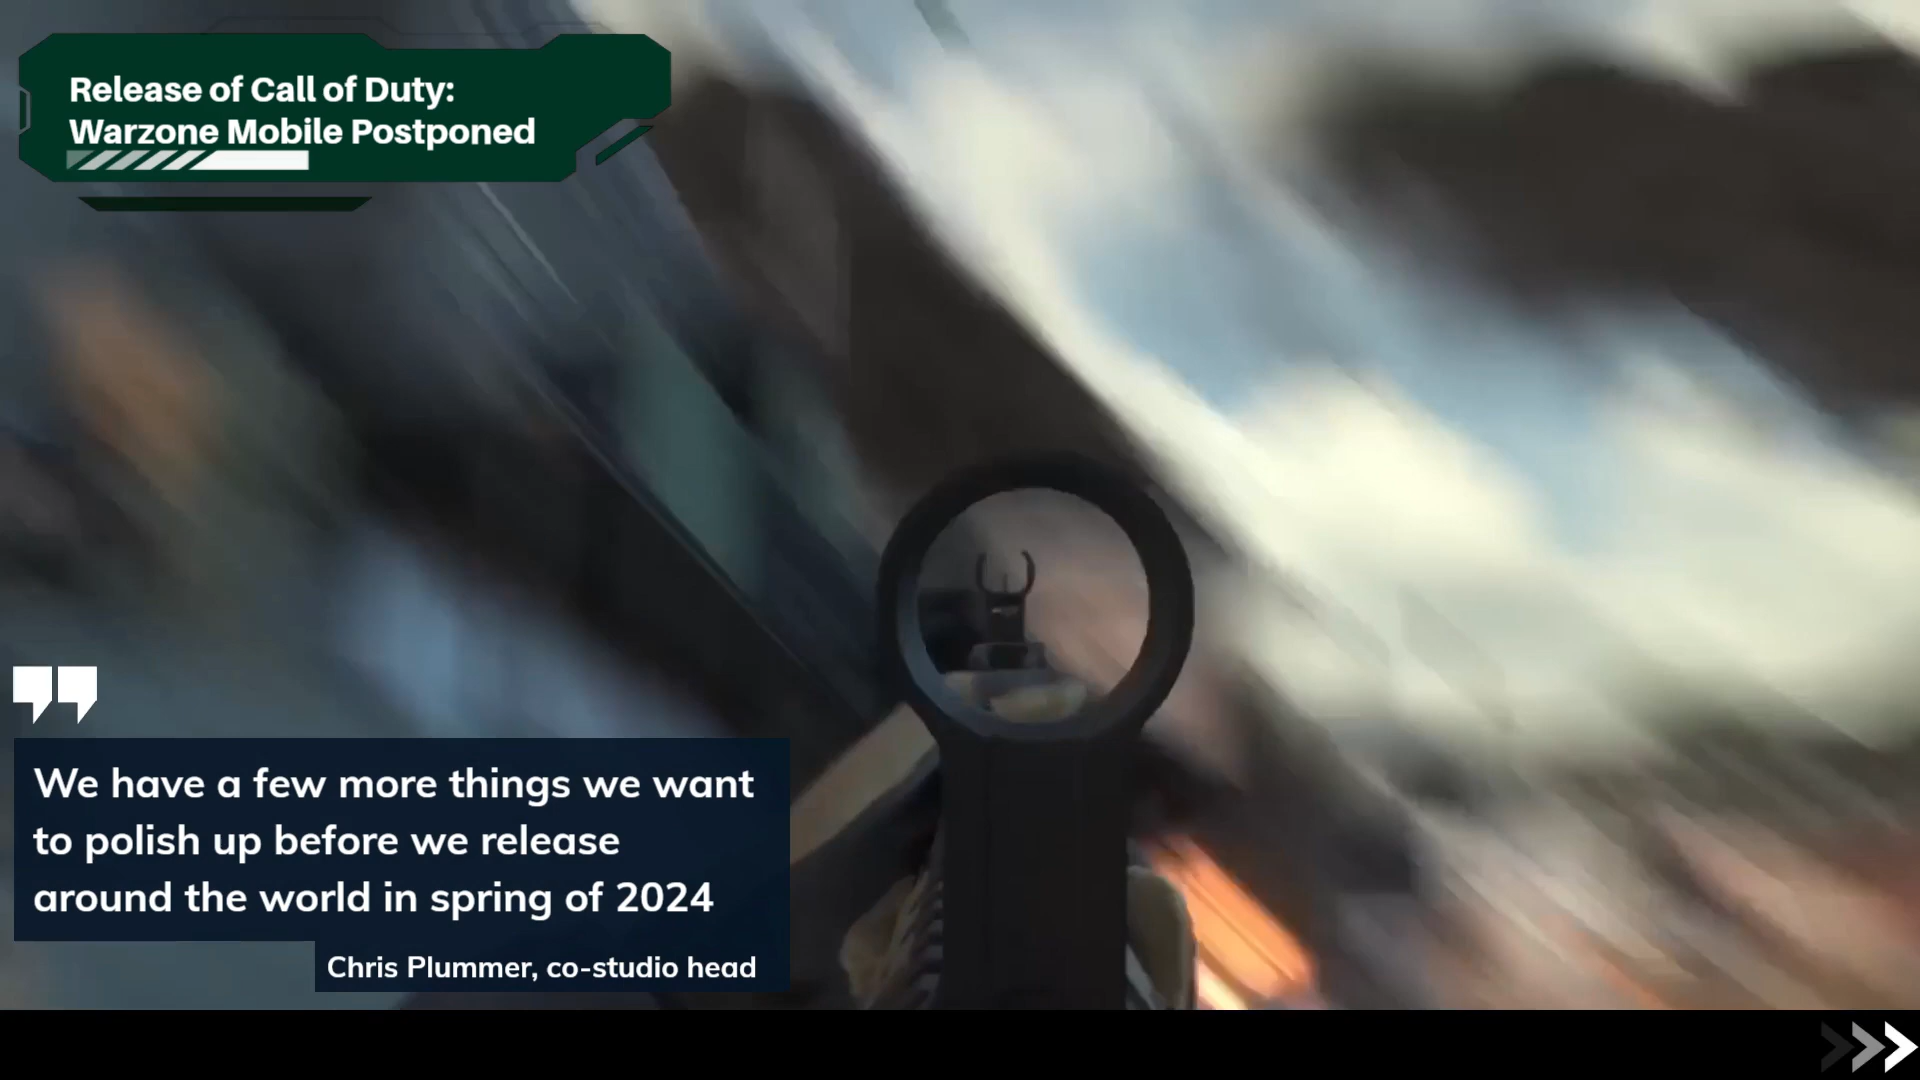 Release of Call of Duty:
Warzone Mobile Postponed
We have a few more things we want
to polish up before we release
around the world in spring of 2024
Chris Plummer, co-studio head